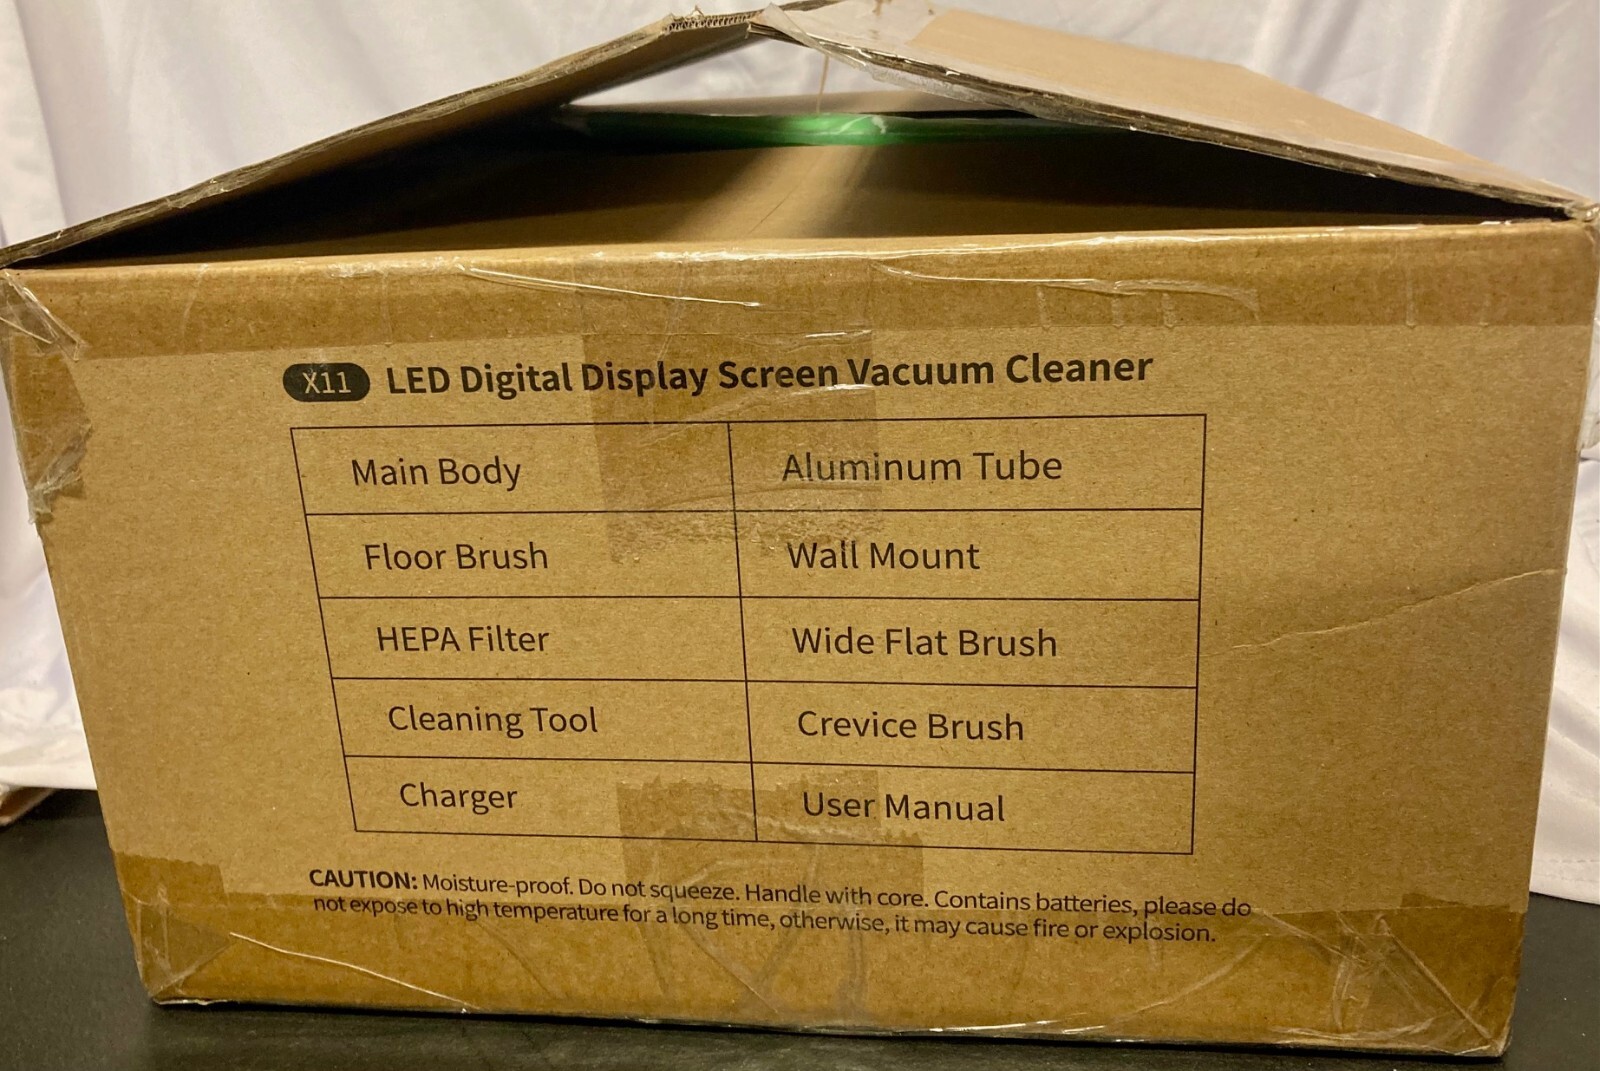 X11 LED Digital Display Screen Vacuum Cleaner
Main Body Aluminum Tube
Floor Brush Wall Mount
HEPA Filter Wide Flat Brush
Cleaning Tool Crevice Brush
Charger User Manual
CAUTION: Moisture-proof. Do not squeeze. Handle with core. Contains batteries, please do
not expose to high temperature for a long time, otherwise, it may cause fire or explosion.